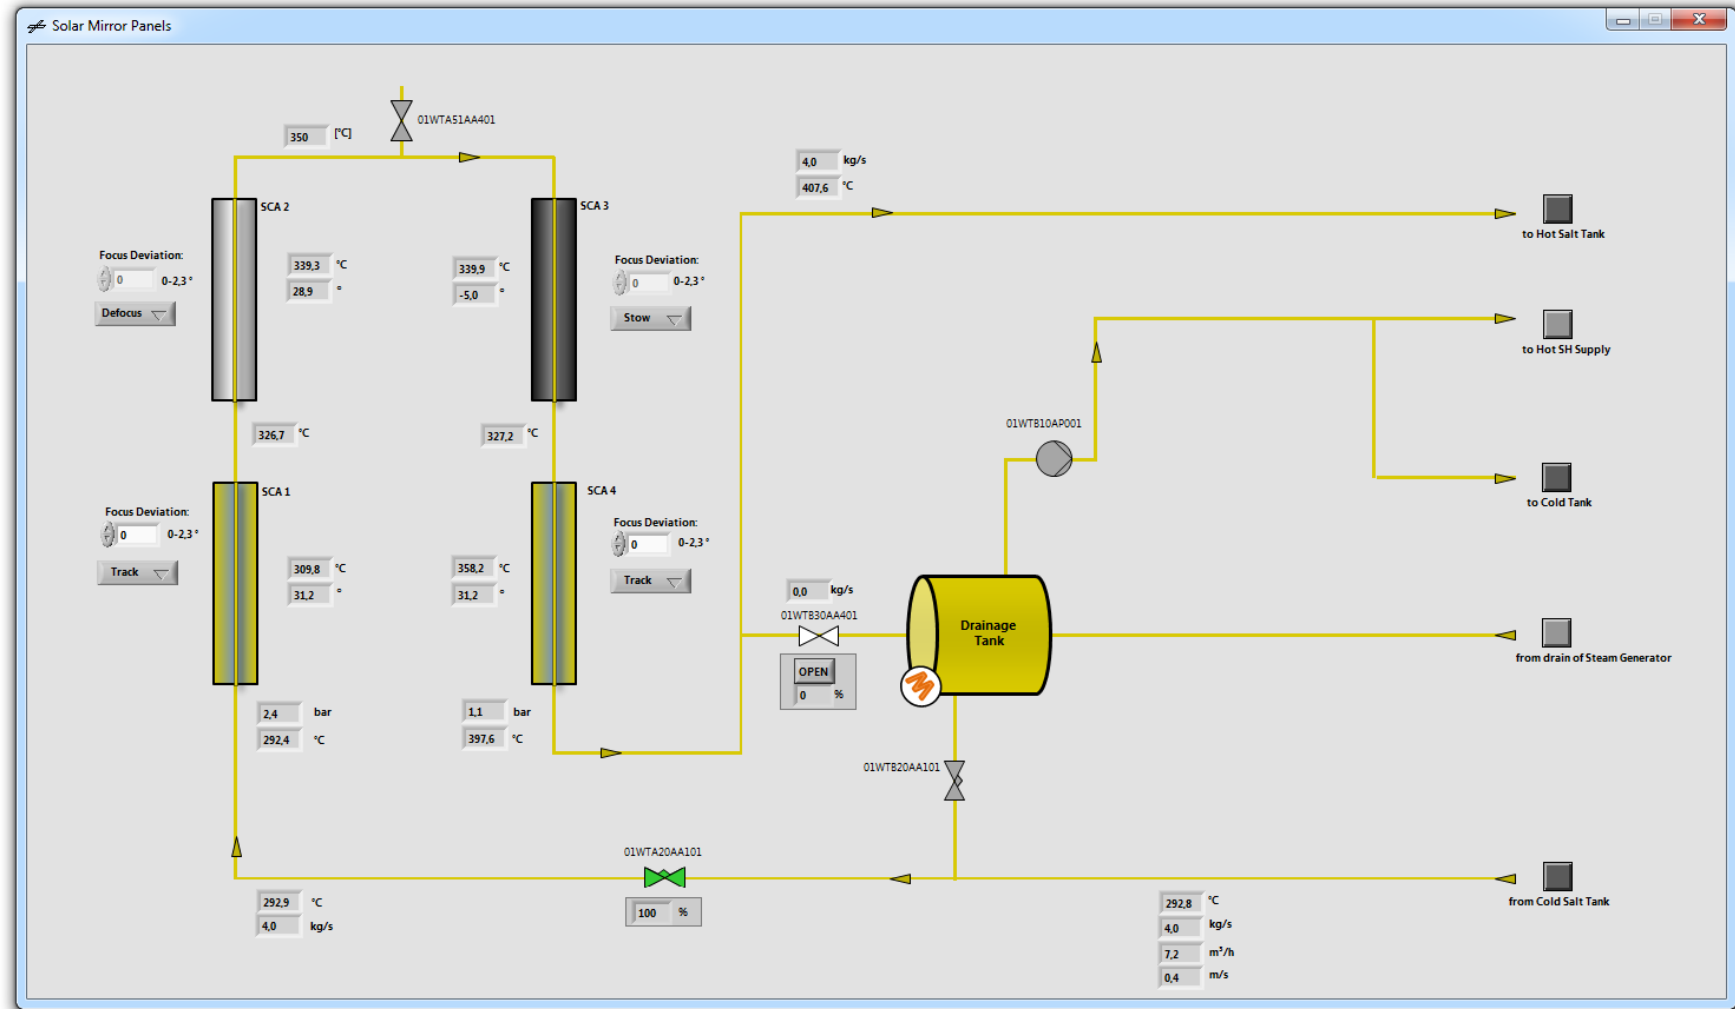 Solar Mirror Panels
01WTA51AA401
350 [°C]
4,0 kg/s
407,6 °C
SCA 2
SCA 3
to Hot Salt Tank
Focus Deviation:
0 0-2,3 °
Defocus
339,3 °C
28,9 °
339,9 °C
-5,0 °
Focus Deviation:
0 0-2,3 °
Stow
to Hot SH Supply
326,7 °C
327,2 °C
01WTB10AP001
SCA 1
SCA 4
to Cold Tank
Focus Deviation:
0 0-2,3 °
Track
309,8 °C
31,2 °
358,2 °C
31,2 °
Focus Deviation:
0 0-2,3 °
Track
0,0 kg/s
01WTB30AA401
OPEN
0 %
Drainage
Tank
from drain of Steam Generator
2,4 bar
292,4 °C
1,1 bar
397,6 °C
01WTB20AA101
01WTA20AA101
100 %
292,9 °C
4,0 kg/s
292,8 °C
4,0 kg/s
7,2 m³/h
0,4 m/s
from Cold Salt Tank